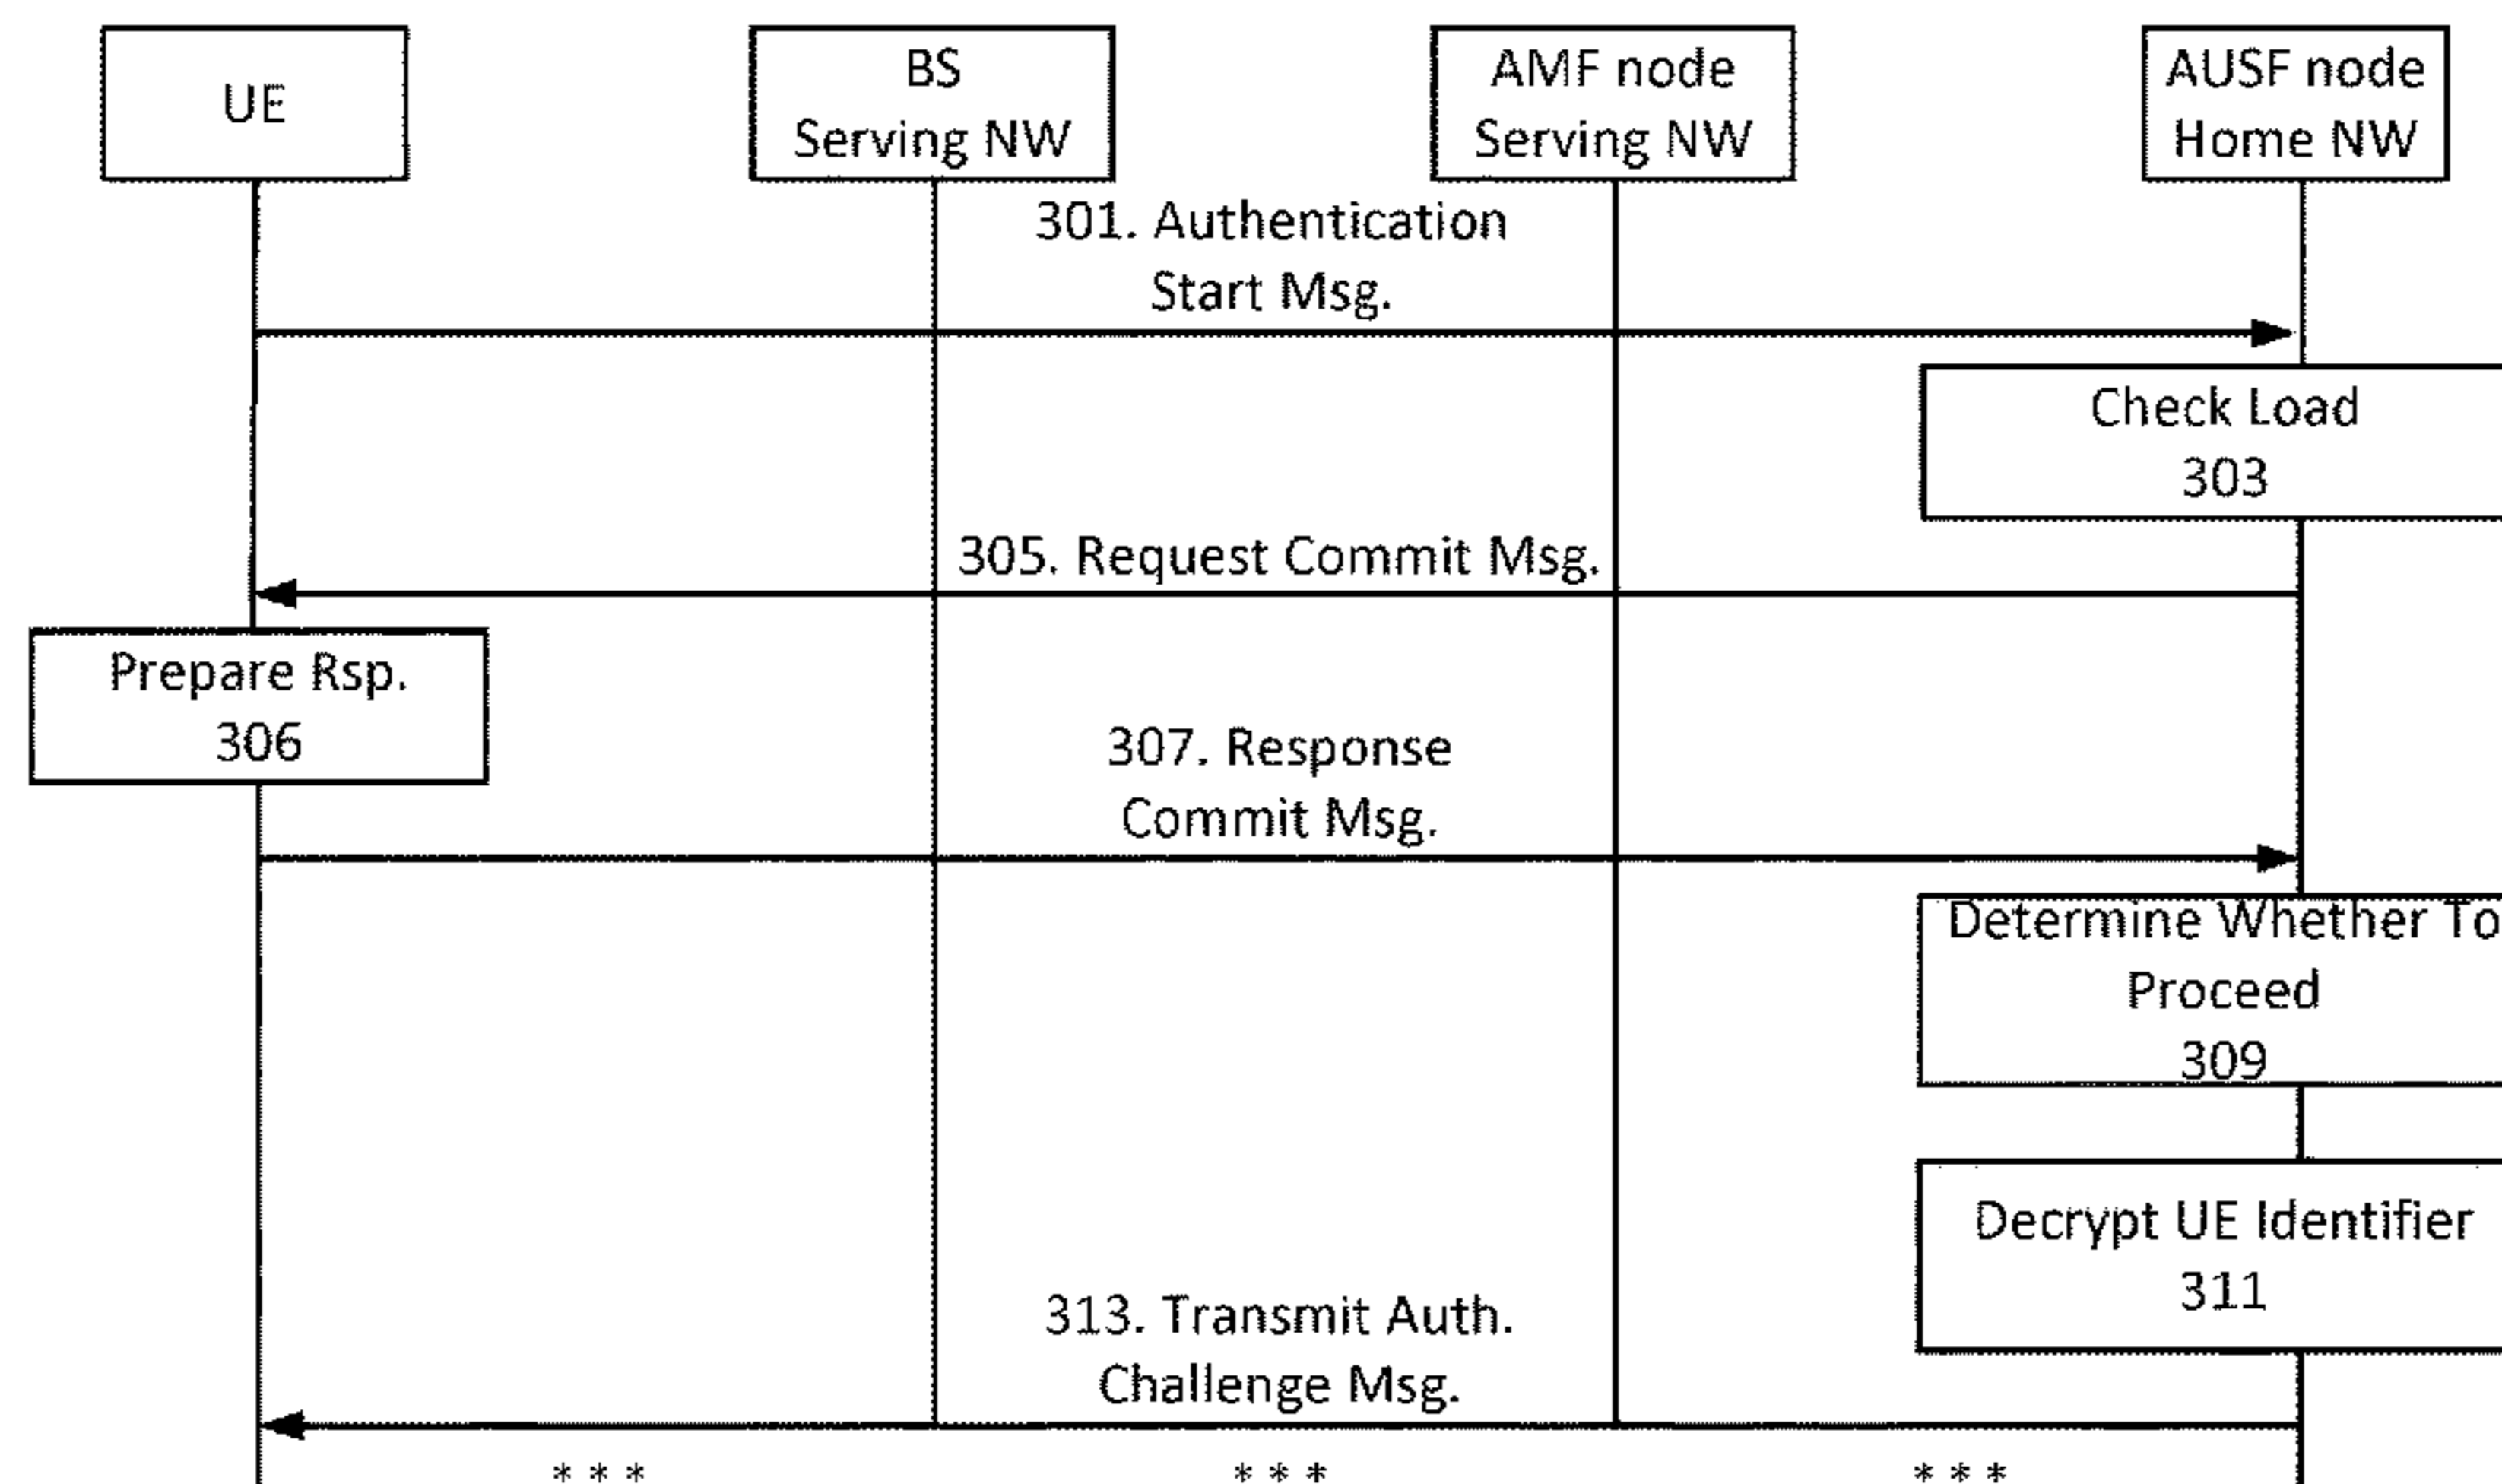 UE
BS
Serving NW
AMF node
Serving NW
AUSF node
Home NW
301. Authentication
Start Msg.
Check Load
303
305. Request Commit Msg.
Prepare Rsp.
306
307. Response
Commit Msg.
Determine Whether To
Proceed
309
Decrypt UE Identifier
311
313. Transmit Auth.
Challenge Msg.
* * *
* * *
* * *